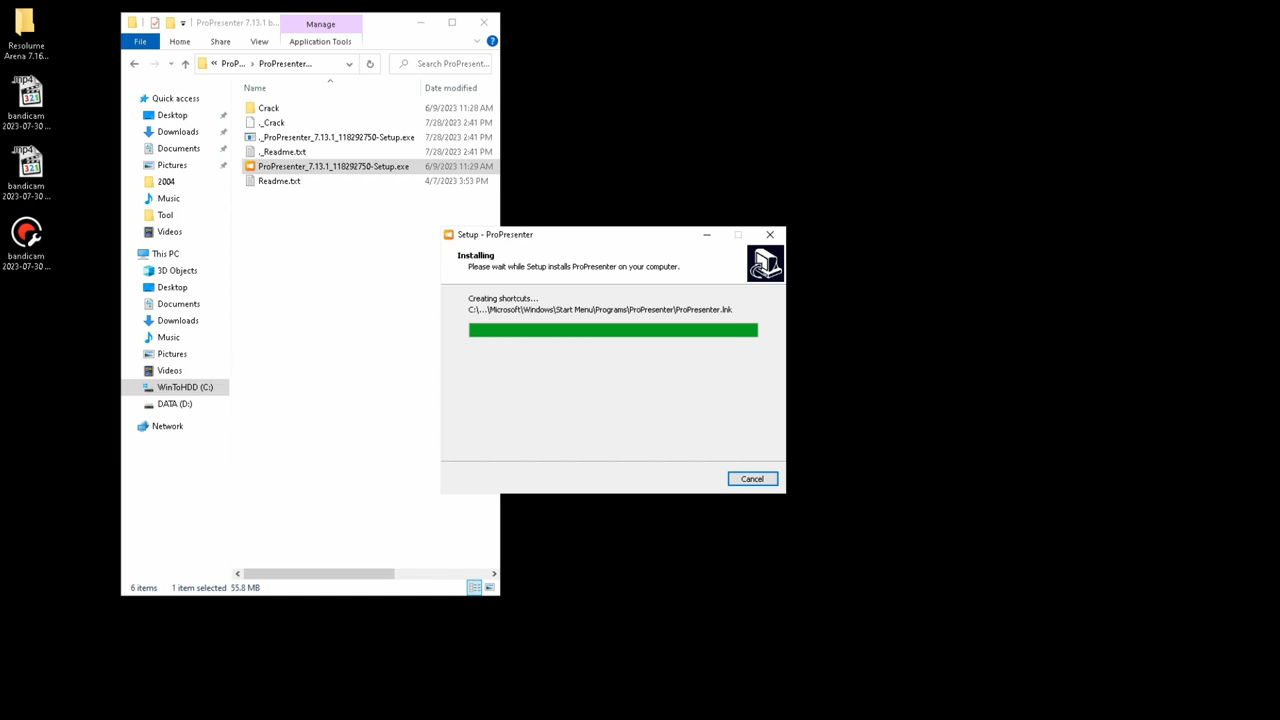 Resolume
Arena 7.16...
.mp4
321
bandicam
2023-07-30 ...
.mp4
321
bandicam
2023-07-30 ...
bandicam
2023-07-30 ...
ProPresenter 7.13.1 b...
Manage
File
Home
Share
View
Application Tools
« ProP... > ProPresenter...
Search ProPresent...
Name
Date modified
Quick access
Desktop
Downloads
Documents
Pictures
2004
Music
Tool
Videos
This PC
3D Objects
Desktop
Documents
Downloads
Music
Pictures
Videos
WinToHDD (C:)
DATA (D:)
Network
Crack 6/9/2023 11:28 AM
._Crack 7/28/2023 2:41 PM
._ProPresenter_7.13.1_118292750-Setup.exe 7/28/2023 2:41 PM
._Readme.txt 7/28/2023 2:41 PM
ProPresenter_7.13.1_118292750-Setup.exe 6/9/2023 11:29 AM
Readme.txt 4/7/2023 3:53 PM
Setup - ProPresenter
Installing
Please wait while Setup installs ProPresenter on your computer.
Creating shortcuts...
C:\...\Microsoft\Windows\Start Menu\Programs\ProPresenter\ProPresenter.lnk
Cancel
6 items 1 item selected 55.8 MB